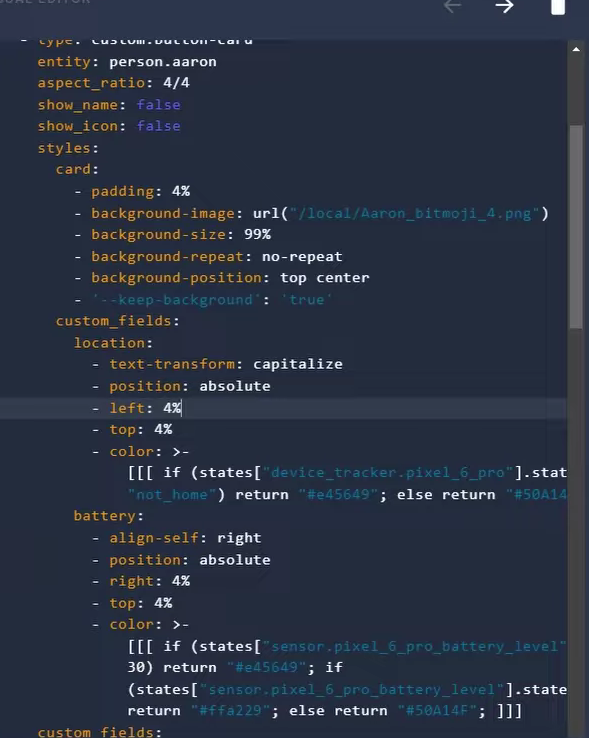 type: custom:button-card
entity: person.aaron
aspect_ratio: 4/4
show_name: false
show_icon: false
styles:
card:
- padding: 4%
- background-image: url("/local/Aaron_bitmoji_4.png")
- background-size: 99%
- background-repeat: no-repeat
- background-position: top center
- '--keep-background': 'true'
custom_fields:
location:
- text-transform: capitalize
- position: absolute
- left: 4%
- top: 4%
- color: >-
[[[ if (states["device_tracker.pixel_6_pro"].stat
"not_home") return "#e45649"; else return "#50A14
battery:
- align-self: right
- position: absolute
- right: 4%
- top: 4%
- color: >-
[[[ if (states["sensor.pixel_6_pro_battery_level"
30) return "#e45649"; if
(states["sensor.pixel_6_pro_battery_level"].state
return "#ffa229"; else return "#50A14F"; ]]]
custom_fields: